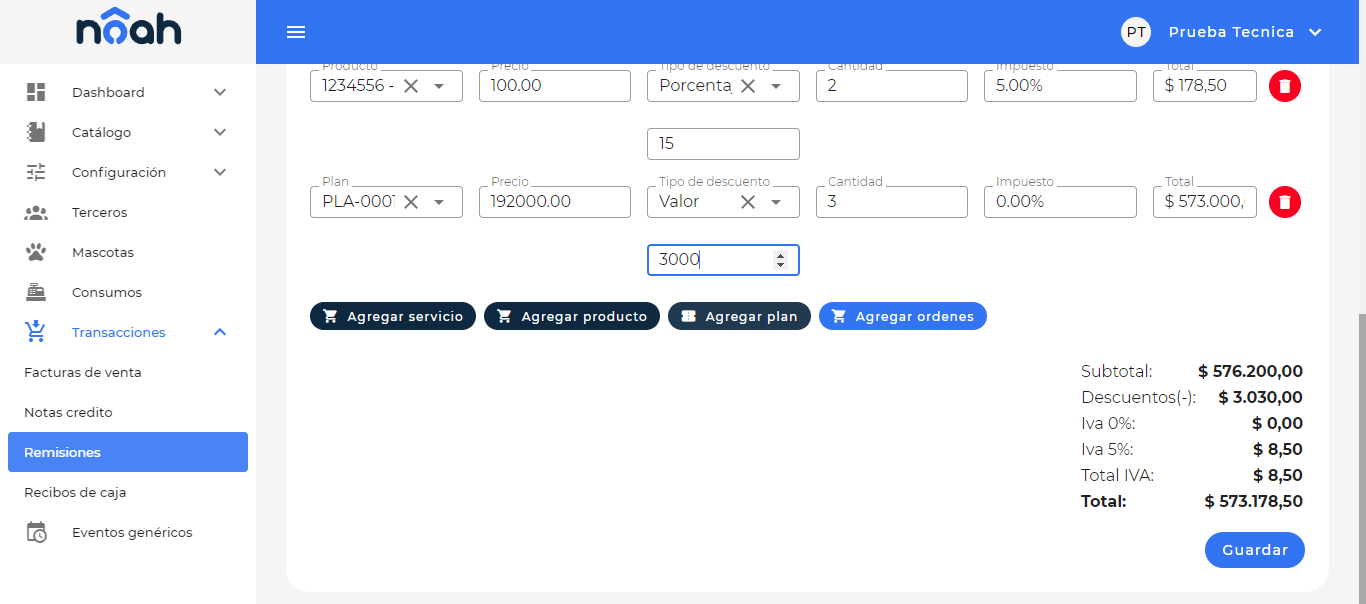 nôah
PT Prueba Tecnica
Dashboard
Catálogo
Configuración
Terceros
Mascotas
Consumos
Transacciones
Facturas de venta
Notas credito
Remisiones
Recibos de caja
Eventos genéricos
Producto Precio Tipo de descuento Cantidad Impuesto Total
1234556 - 100.00 Porcenta 2 5.00% $ 178,50
15
Plan Precio Tipo de descuento Cantidad Impuesto Total
PLA-0001 192000.00 Valor 3 0.00% $ 573.000,
3000
Agregar servicio Agregar producto Agregar plan Agregar ordenes
Subtotal: $ 576.200,00
Descuentos(-): $ 3.030,00
Iva 0%: $ 0,00
Iva 5%: $ 8,50
Total IVA: $ 8,50
Total: $ 573.178,50
Guardar